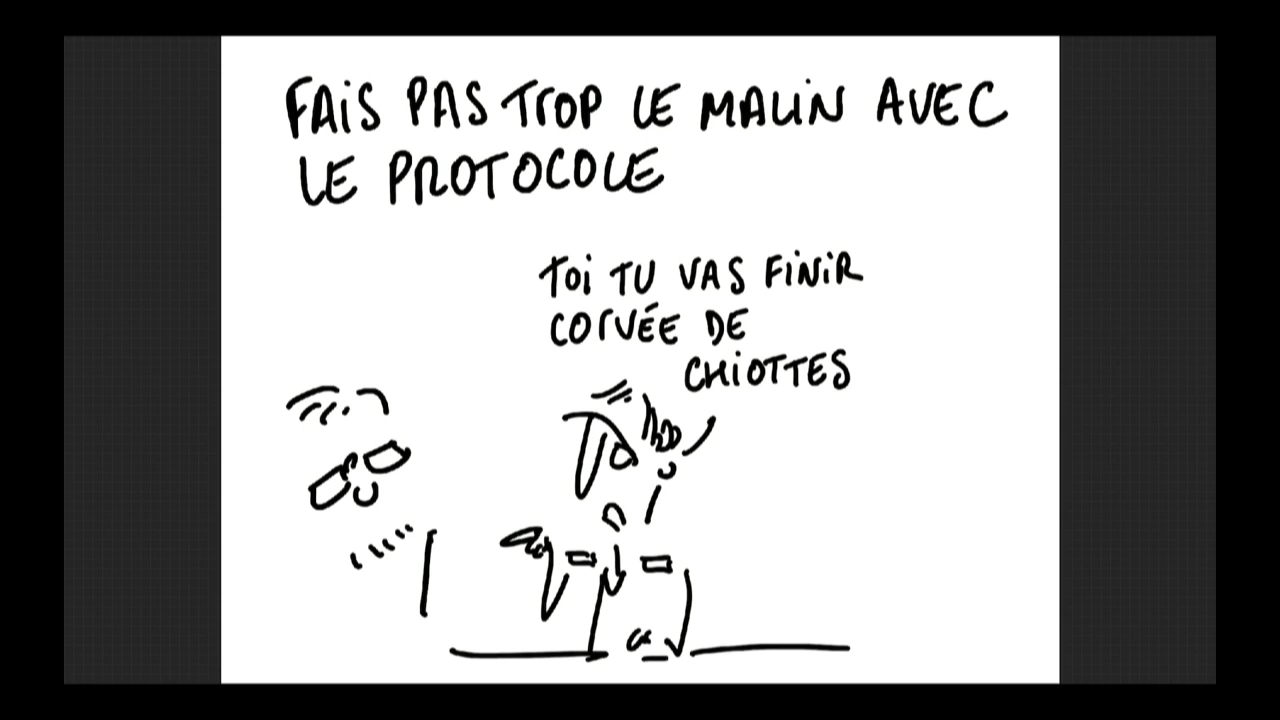 FAiS PAS TROP LE MALiN AVEC
LE PROTOCOLE
TOi TU VAS FiNiR
CORVÉE DE
CHiOTTES